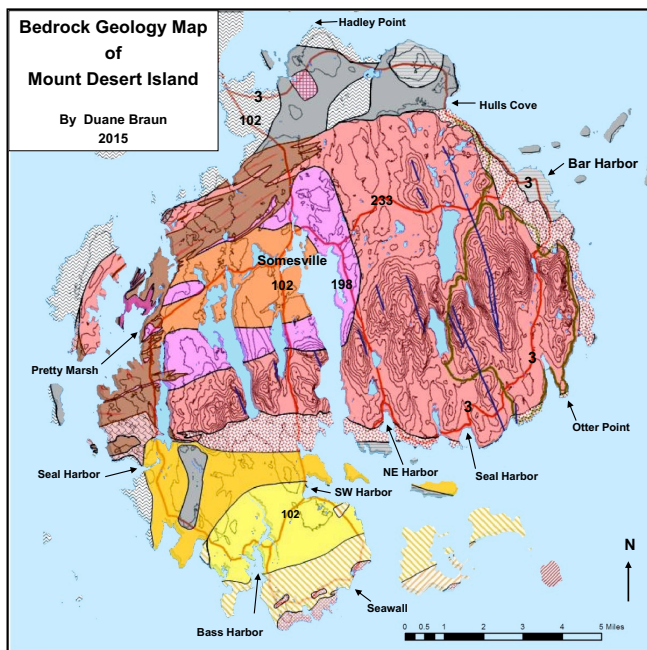 Bedrock Geology Map
of
Mount Desert Island
By Duane Braun
2015
Hadley Point
3
102
Hulls Cove
Bar Harbor
3
233
Somesville
102
198
Pretty Marsh
3
Otter Point
3
Seal Harbor
NE Harbor
Seal Harbor
SW Harbor
102
N
Seawall
Bass Harbor
0 0.5 1 2 3 4 5 Miles